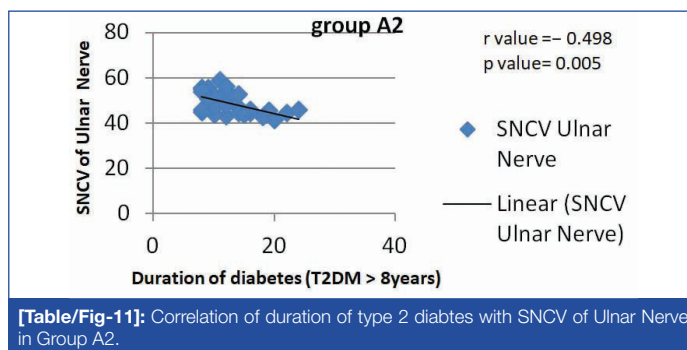 group A2
r value =– 0.498
p value= 0.005
80
60
40
20
0
SNCV of Ulnar Nerve
0 20 40
Duration of diabetes (T2DM > 8years)
SNCV Ulnar
Nerve
Linear (SNCV
Ulnar Nerve)
[Table/Fig-11]: Correlation of duration of type 2 diabtes with SNCV of Ulnar Nerve
in Group A2.